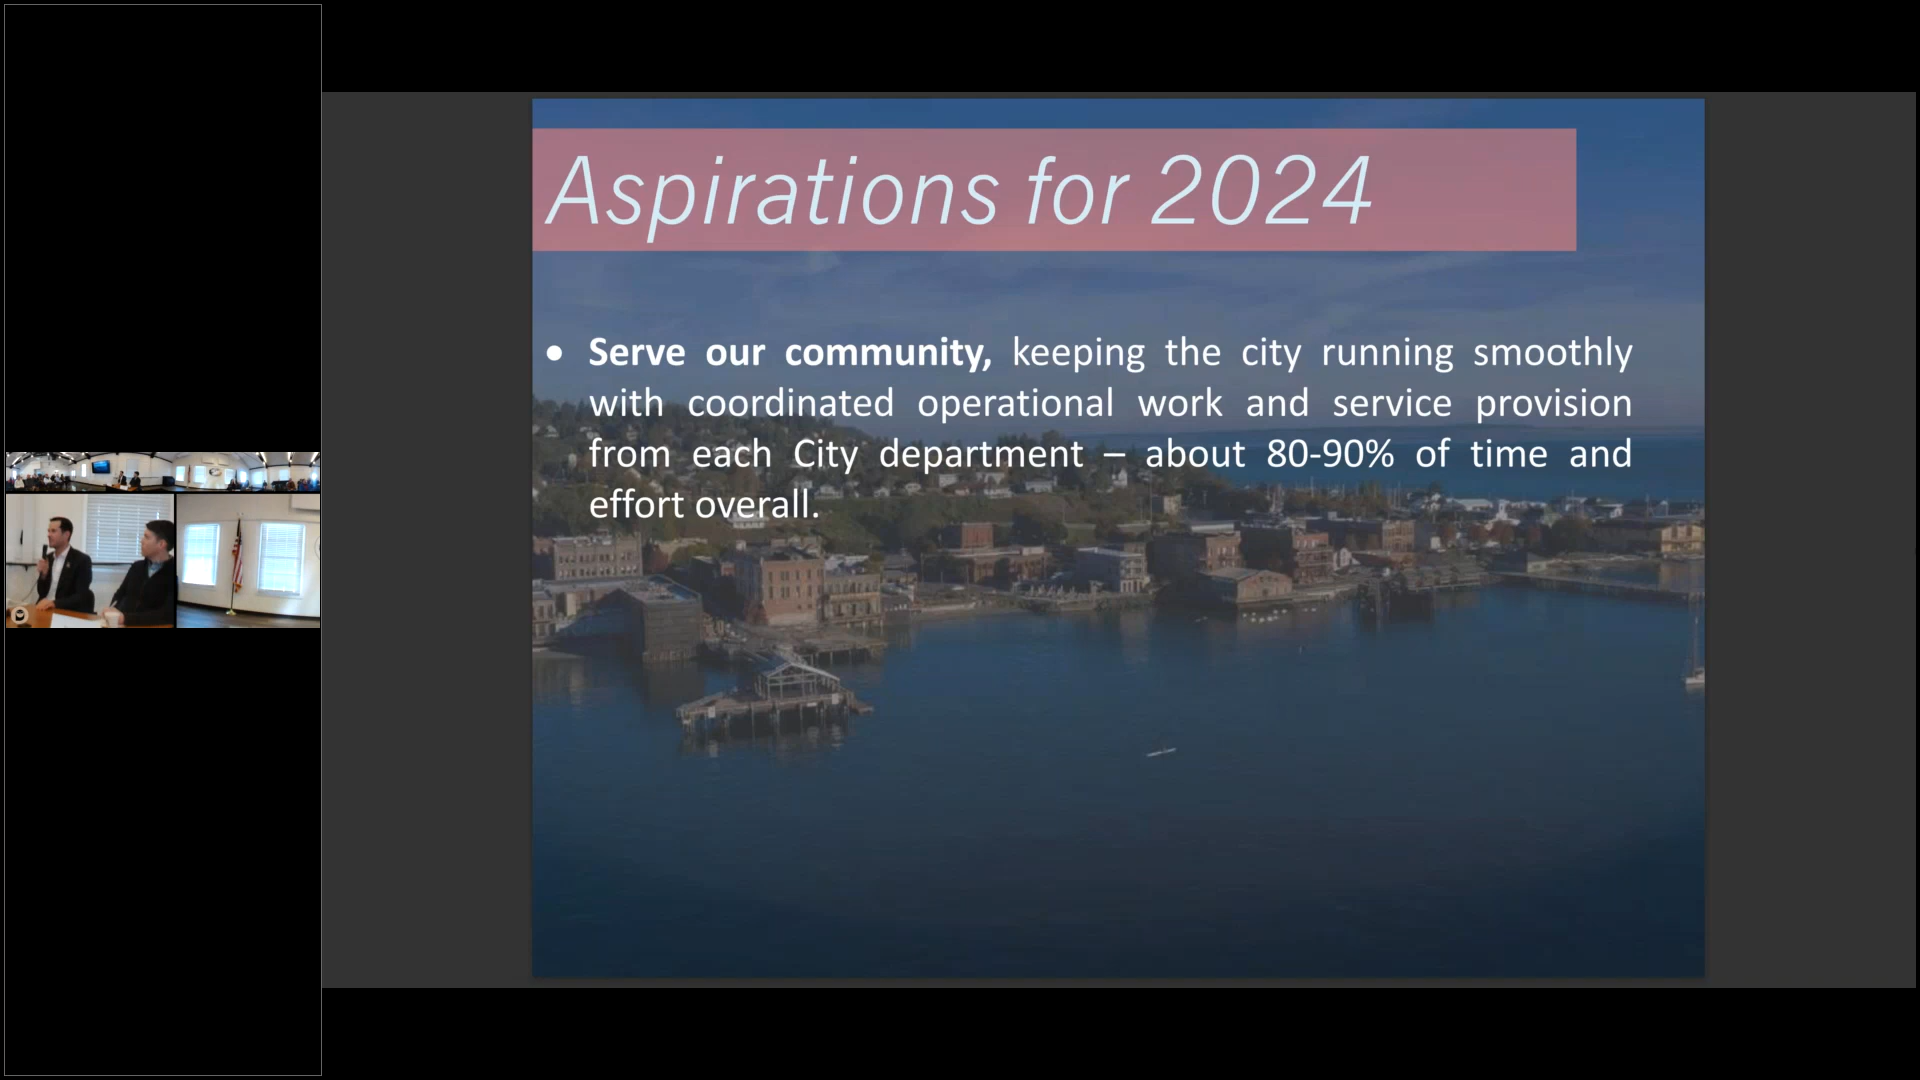 Aspirations for 2024
• Serve our community, keeping the city running smoothly
with coordinated operational work and service provision
from each City department – about 80-90% of time and
effort overall.